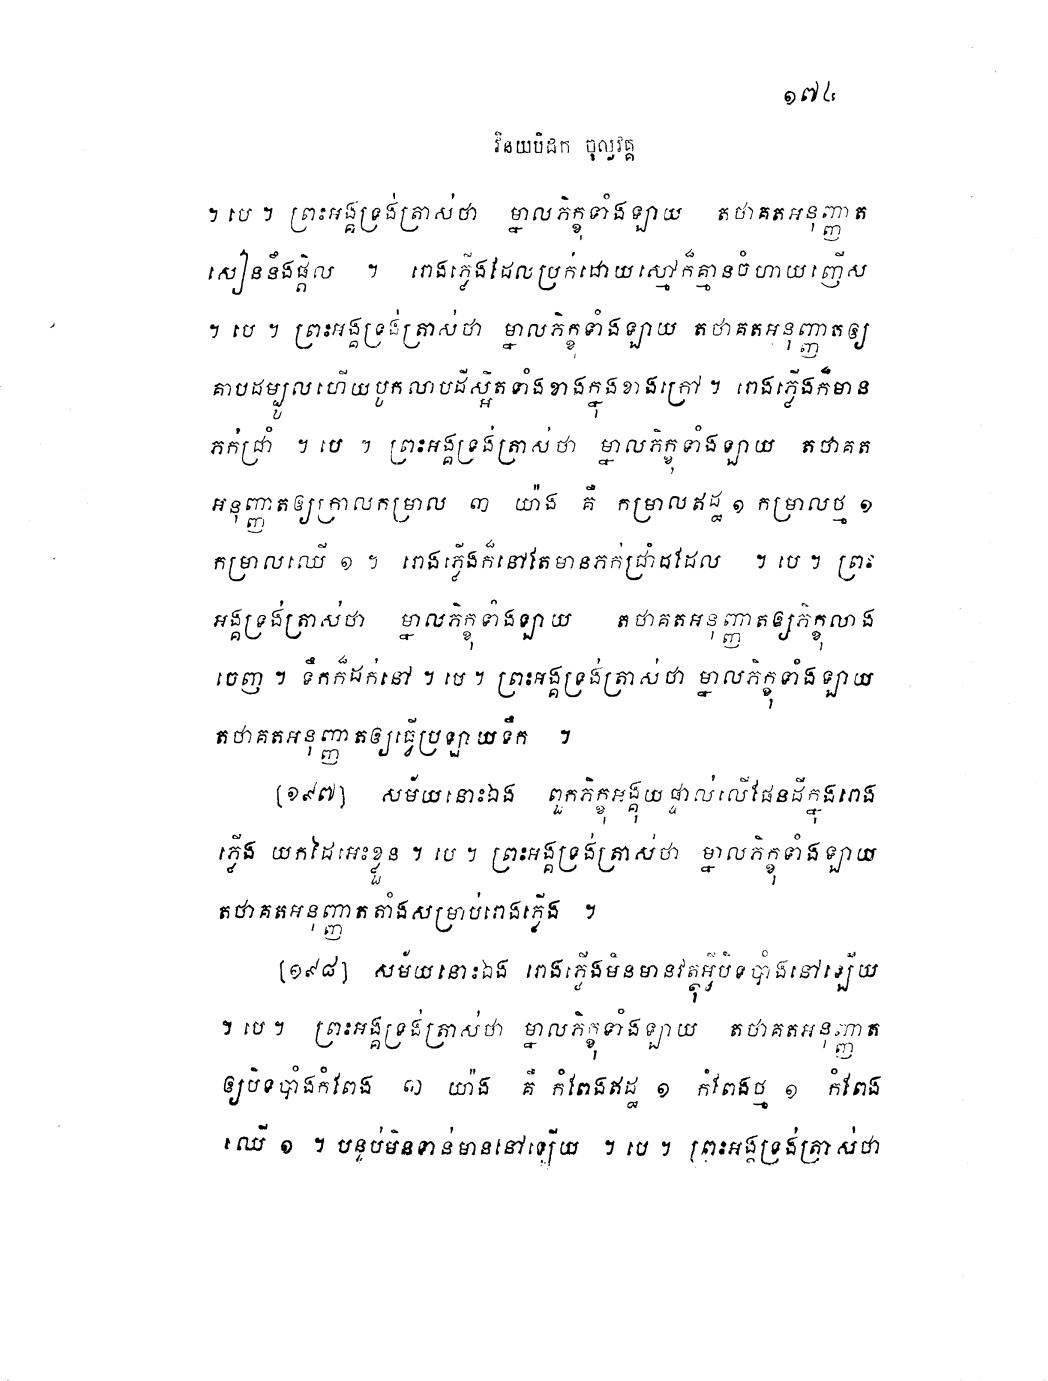 ១៧៤
វិនយបិដក ចុល្លវគ្គ
។ បេ ។ ព្រះអង្គទ្រង់ត្រាស់ថា ម្នាលភិក្ខុទាំងឡាយ តថាគតអនុញ្ញាត
សៀននឹងផ្តិល ។ រោងភ្លើងដែលប្រក់ដោយស្មៅក៏គ្មានចំហាយញើស
។ បេ ។ ព្រះអង្គទ្រង់ត្រាស់ថា ម្នាលភិក្ខុទាំងឡាយ តថាគតអនុញ្ញាតឲ្យ
គាបដម្បូលហើយបូកលាបដីស្អិតទាំងខាងក្នុងខាងក្រៅ ។ រោងភ្លើងក៏មាន
ភក់ជ្រាំ ។ បេ ។ ព្រះអង្គទ្រង់ត្រាស់ថា ម្នាលភិក្ខុទាំងឡាយ តថាគត
អនុញ្ញាតឲ្យក្រាលកម្រាល ៣ យ៉ាង គឺ កម្រាលឥដ្ឋ ១ កម្រាលថ្ម ១
កម្រាលឈើ ១ ។ រោងភ្លើងក៏នៅតែមានភក់ជ្រាំដដែល ។ បេ ។ ព្រះ
អង្គទ្រង់ត្រាស់ថា ម្នាលភិក្ខុទាំងឡាយ តថាគតអនុញ្ញាតឲ្យភិក្ខុលាង
ចេញ ។ ទឹកក៏ដក់នៅ ។ បេ ។ ព្រះអង្គទ្រង់ត្រាស់ថា ម្នាលភិក្ខុទាំងឡាយ
តថាគតអនុញ្ញាតឲ្យធ្វើប្រឡាយទឹក ។
[១៩៧] សម័យនោះឯង ពួកភិក្ខុអង្គុយផ្ទាល់លើផែនដីក្នុងរោង
ភ្លើង យកដៃអេះខ្លួន ។ បេ ។ ព្រះអង្គទ្រង់ត្រាស់ថា ម្នាលភិក្ខុទាំងឡាយ
តថាគតអនុញ្ញាតតាំងសម្រាប់រោងភ្លើង ។
[១៩៨] សម័យនោះឯង រោងភ្លើងមិនមានវត្ថុអ្វីបិទបាំងនៅឡើយ
។ បេ ។ ព្រះអង្គទ្រង់ត្រាស់ថា ម្នាលភិក្ខុទាំងឡាយ តថាគតអនុញ្ញាត
ឲ្យបិទបាំងកំពែង ៣ យ៉ាង គឺ កំពែងឥដ្ឋ ១ កំពែងថ្ម ១ កំពែង
ឈើ ១ ។ បន្ទប់មិនទាន់មាននៅឡើយ ។ បេ ។ ព្រះអង្គទ្រង់ត្រាស់ថា